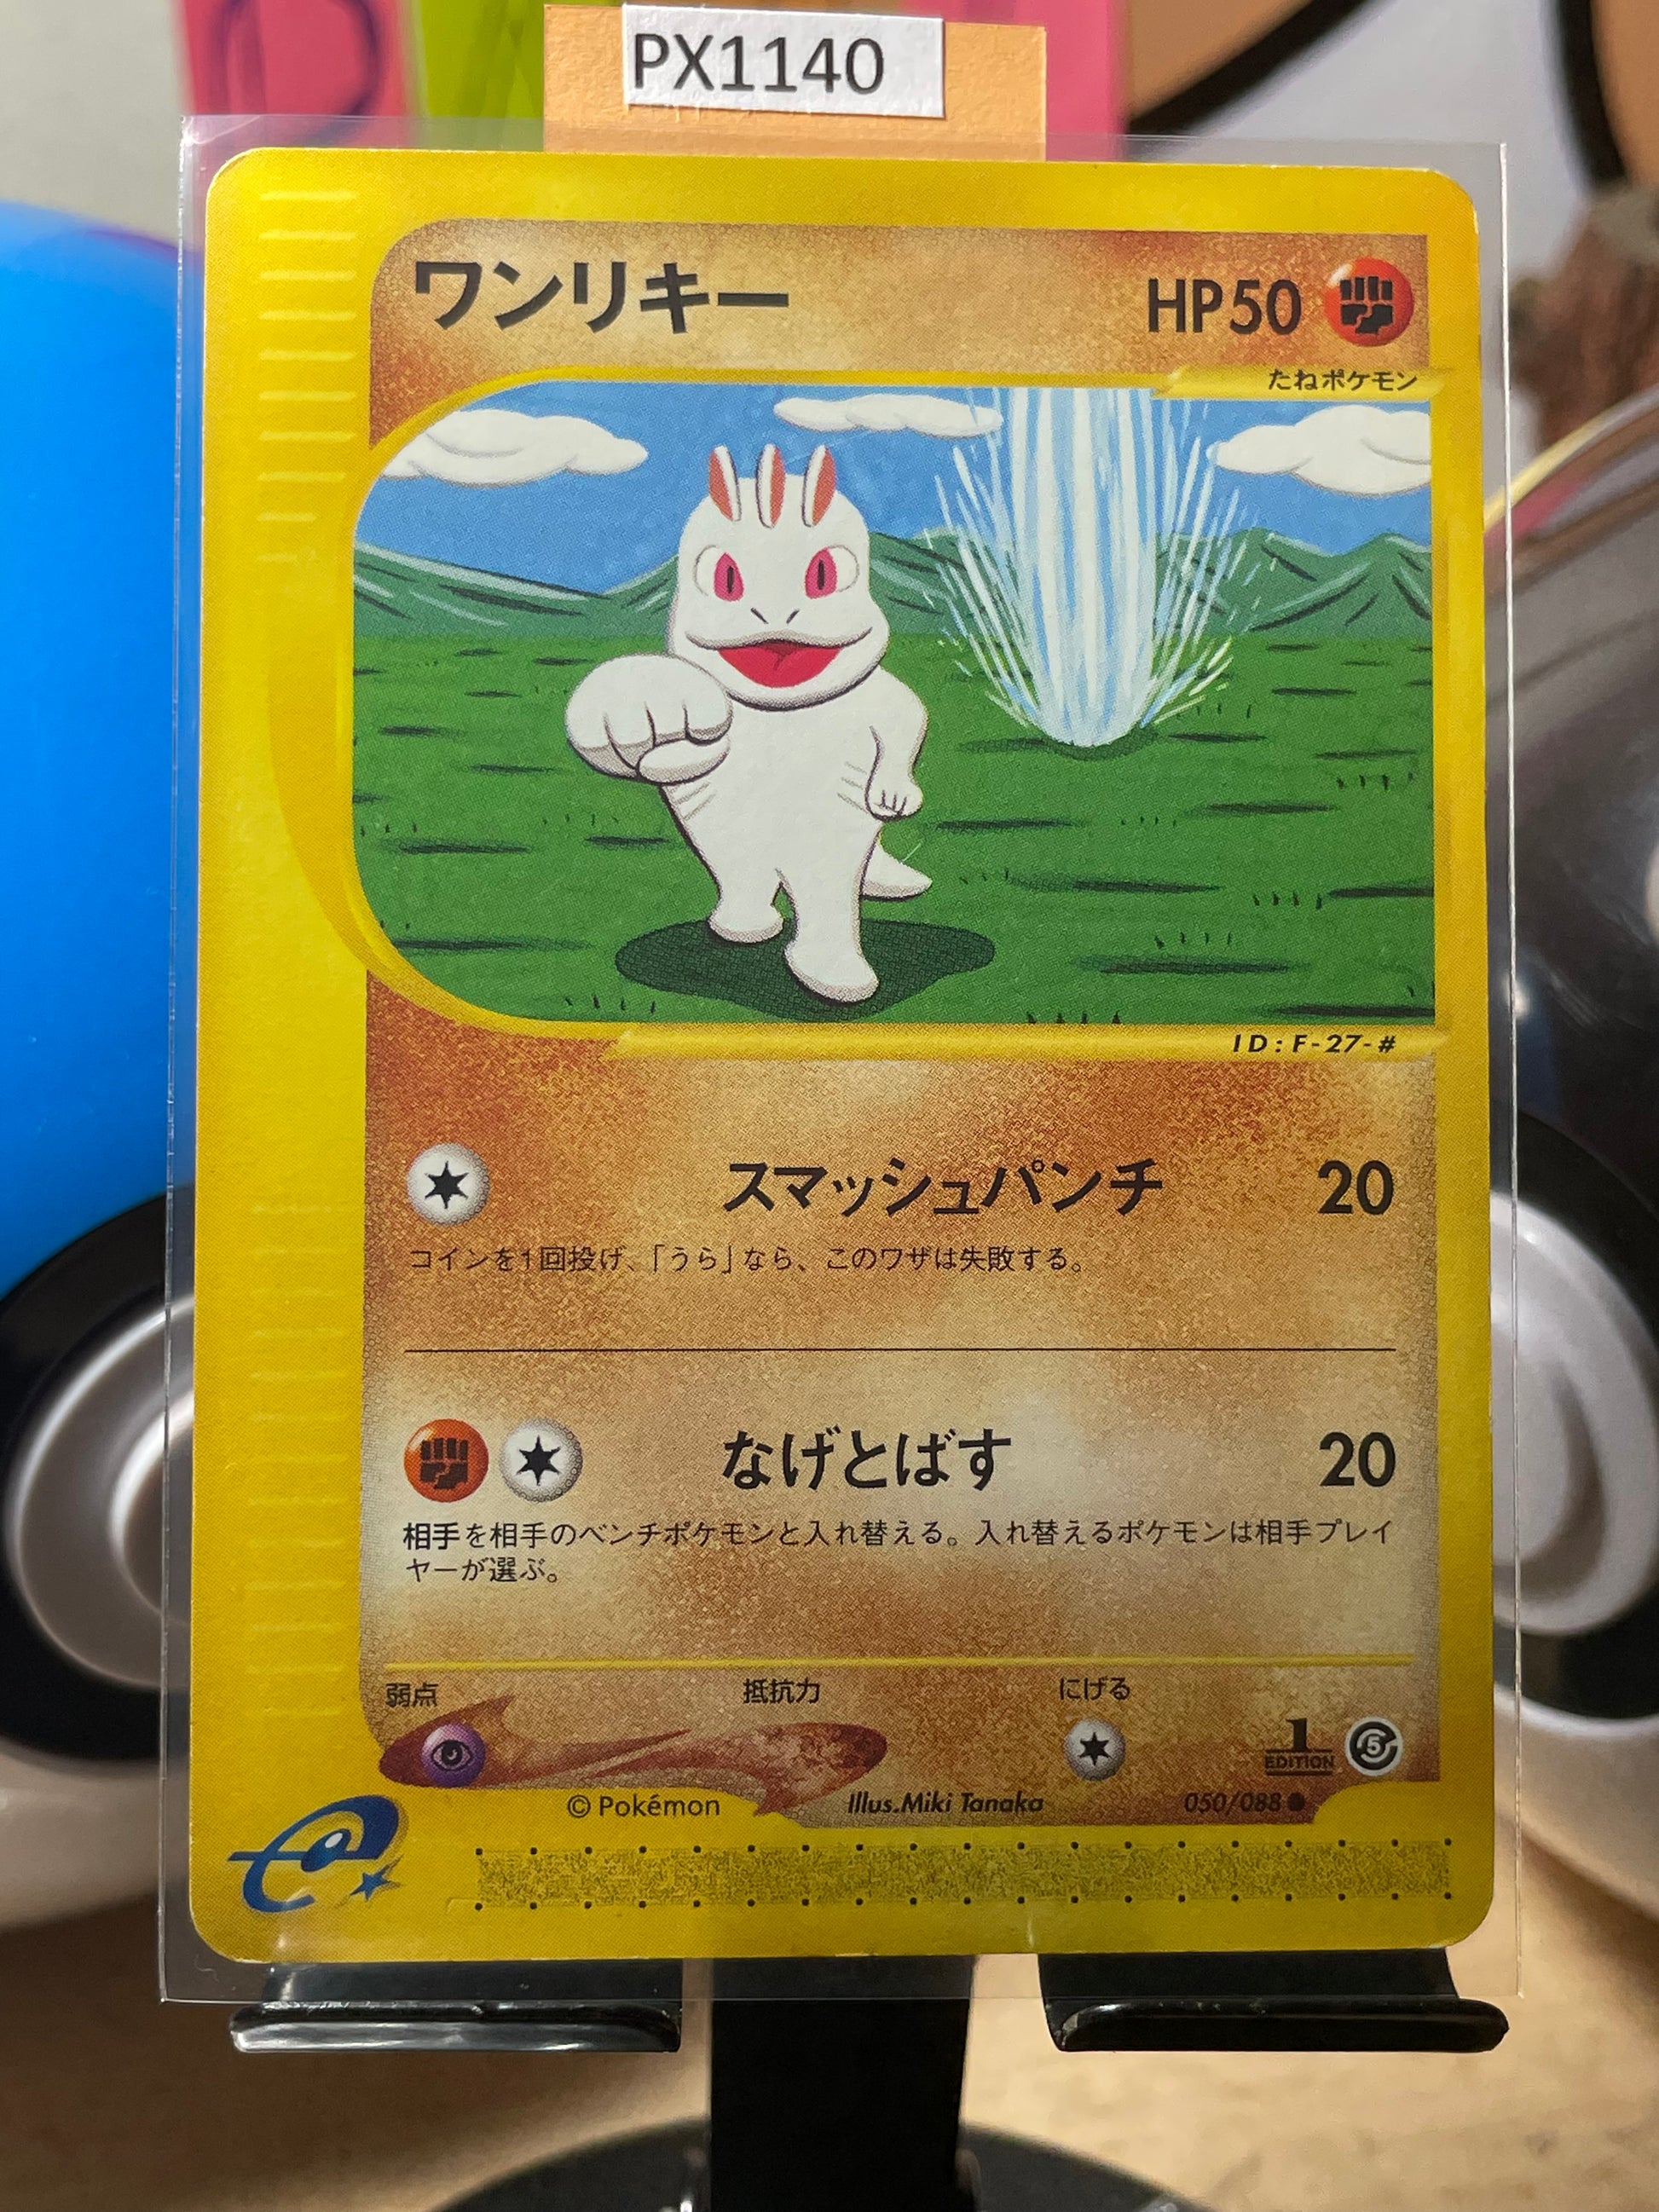 PX1140
ワンリキー
HP50
たねポケモン
ID:F-27-#
スマッシュパンチ 20
コインを1回投げ、「うら」なら、このワザは失敗する。
なげとばす 20
相手を相手のベンチポケモンと入れ替える。入れ替えるポケモンは相手プレイ
ヤーが選ぶ。
弱点 抵抗力 にげる
1
EDITION
5
© Pokémon Illus.Miki Tanaka 050/088 ●
e